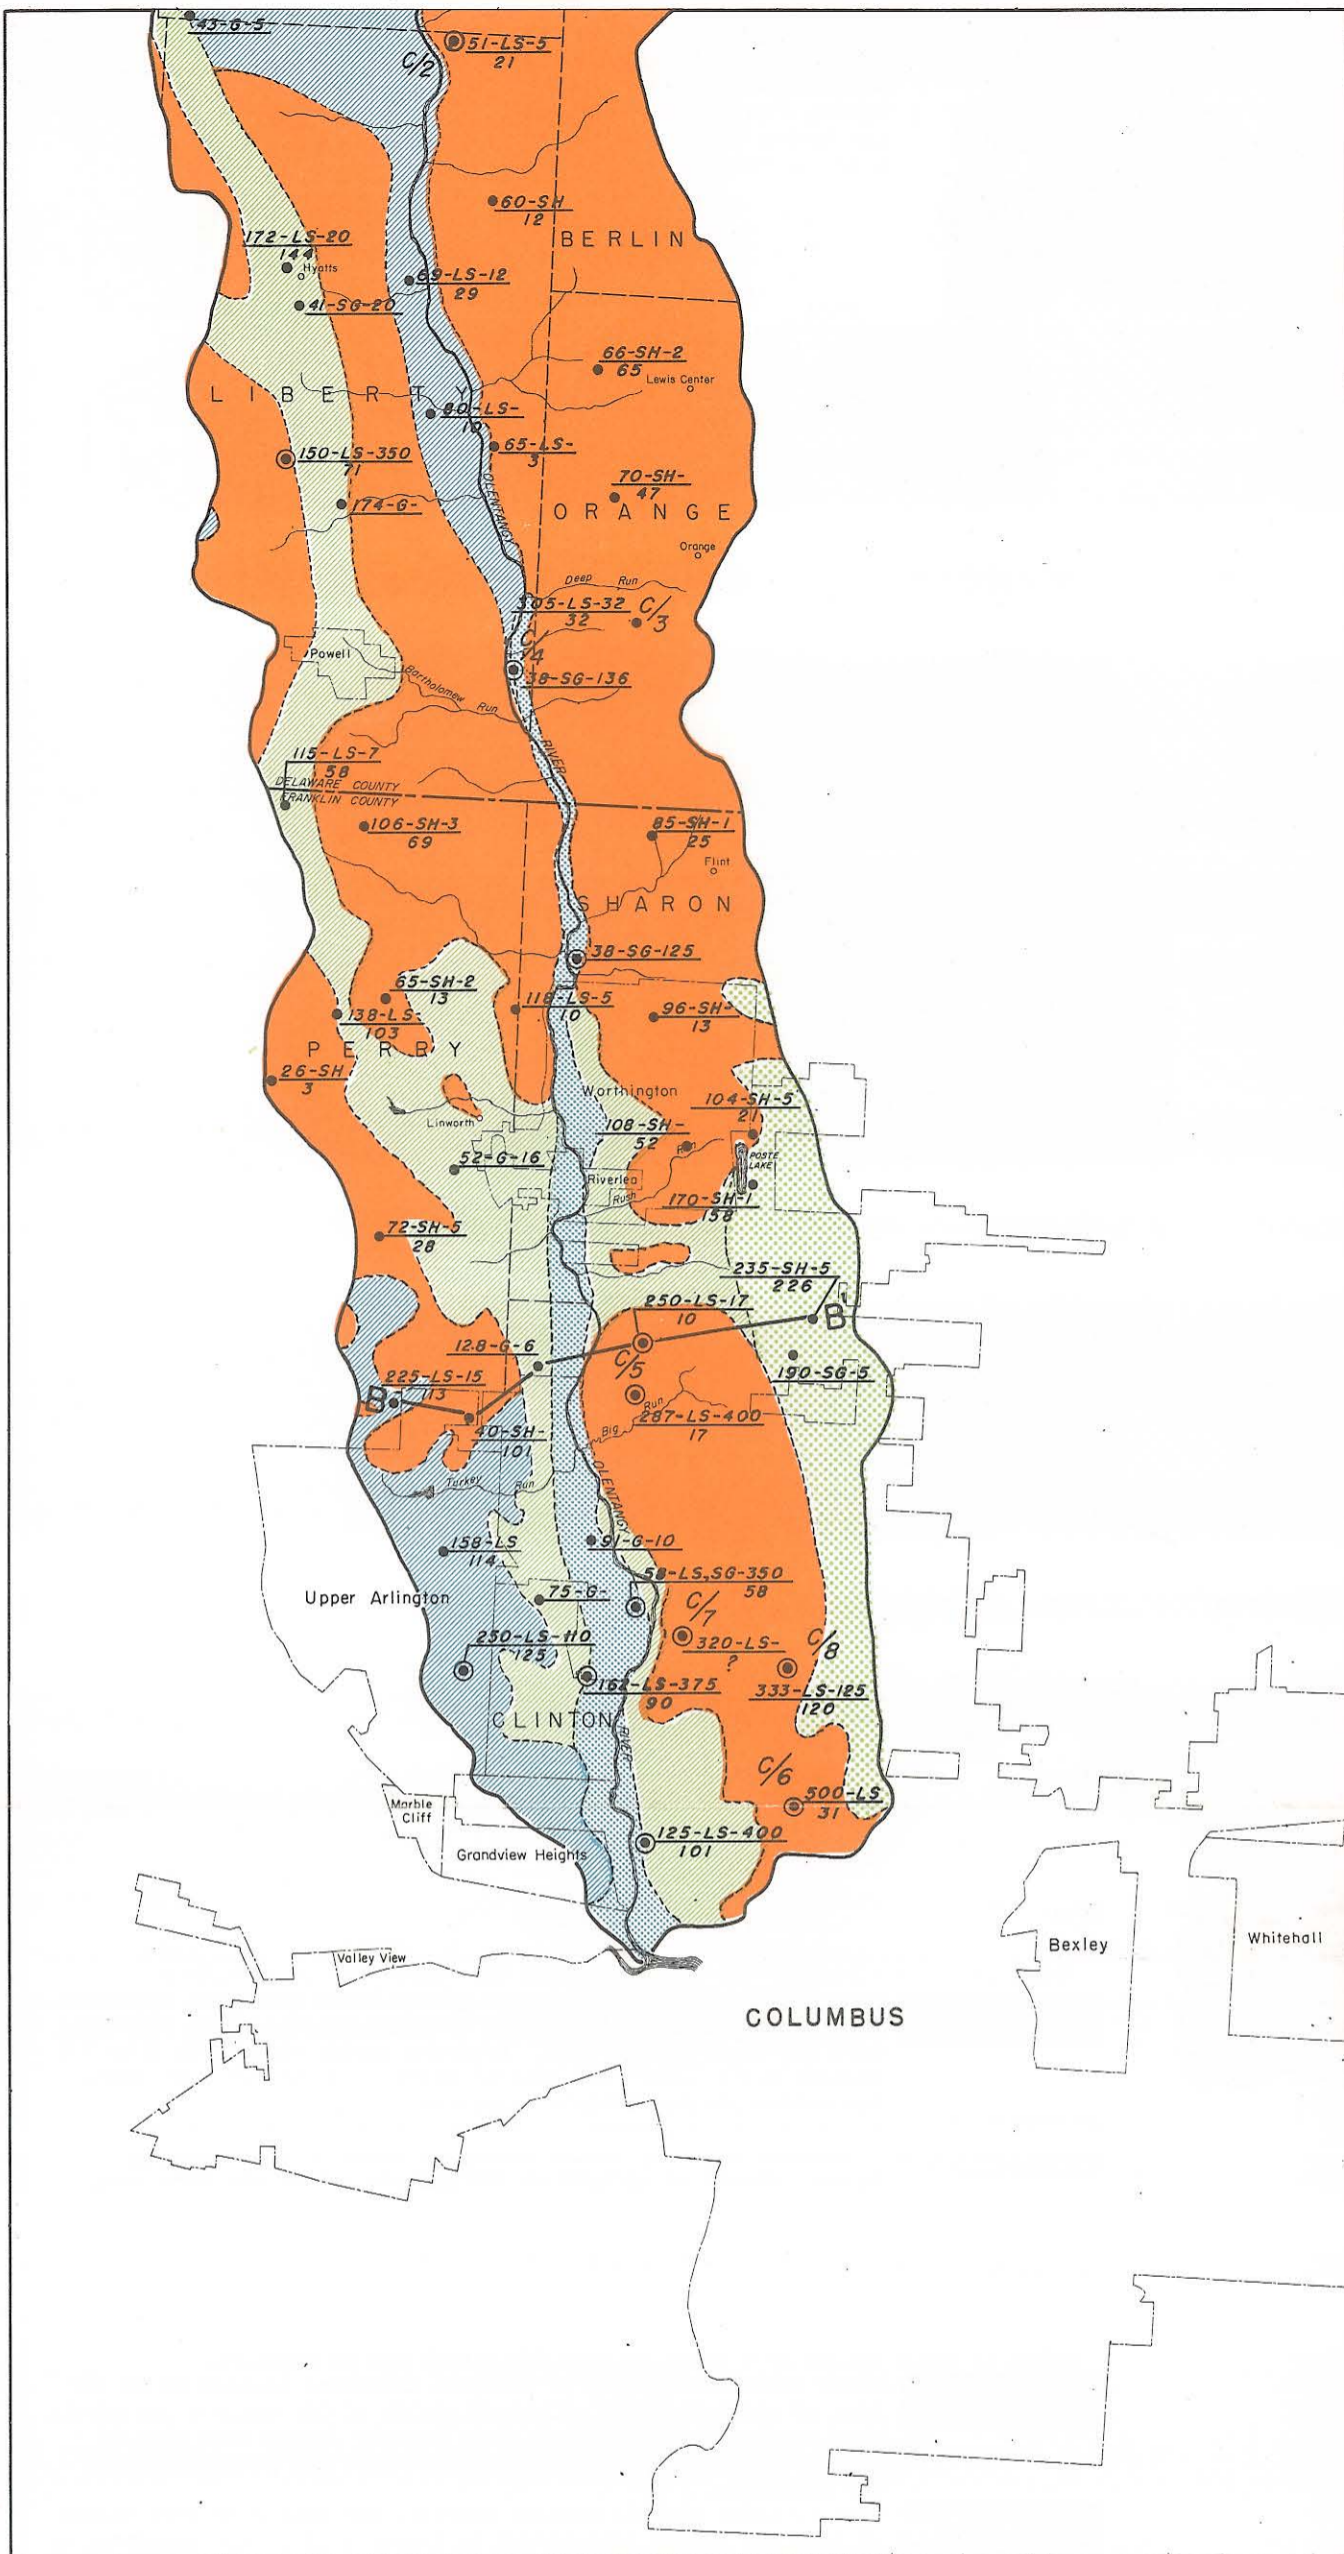 43-G-5
C/2
51-LS-5
21
60-SH
12
BERLIN
172-LS-20
144
Hyatts
69-LS-12
29
41-SG-20
66-SH-2
65
Lewis Center
LIBERTY
80-LS-
65-LS-
3
150-LS-350
71
70-SH-
47
174-G-
OLENTANGY
ORANGE
Orange
Deep Run
305-LS-32
32
C/3
C/4
Powell
38-SG-136
Bartholomew Run
RIVER
115-LS-7
58
DELAWARE COUNTY
FRANKLIN COUNTY
106-SH-3
69
85-SH-1
25
Flint
SHARON
38-SG-125
65-SH-2
13
118-LS-5
10
96-SH-
13
138-LS-
103
PERRY
26-SH
3
Worthington
104-SH-5
21
Linworth
108-SH-
52
Run
POSTE
LAKE
52-G-16
Riverlea
Rush
170-SH-1
158
72-SH-5
28
235-SH-5
226
250-LS-17
10
B'
128-G-6
C/5
225-LS-15
113
190-SG-5
B
Run
287-LS-400
17
40-SH-
101
Big
Turkey Run
OLENTANGY
158-LS
114
91-G-10
58-LS,SG-350
58
Upper Arlington
75-G-
C/7
250-LS-110
125
320-LS-
?
C/8
162-LS-375
90
333-LS-125
120
CLINTON
RIVER
C/6
500-LS
31
Marble
Cliff
125-LS-400
101
Grandview Heights
Bexley
Whitehall
Valley View
COLUMBUS